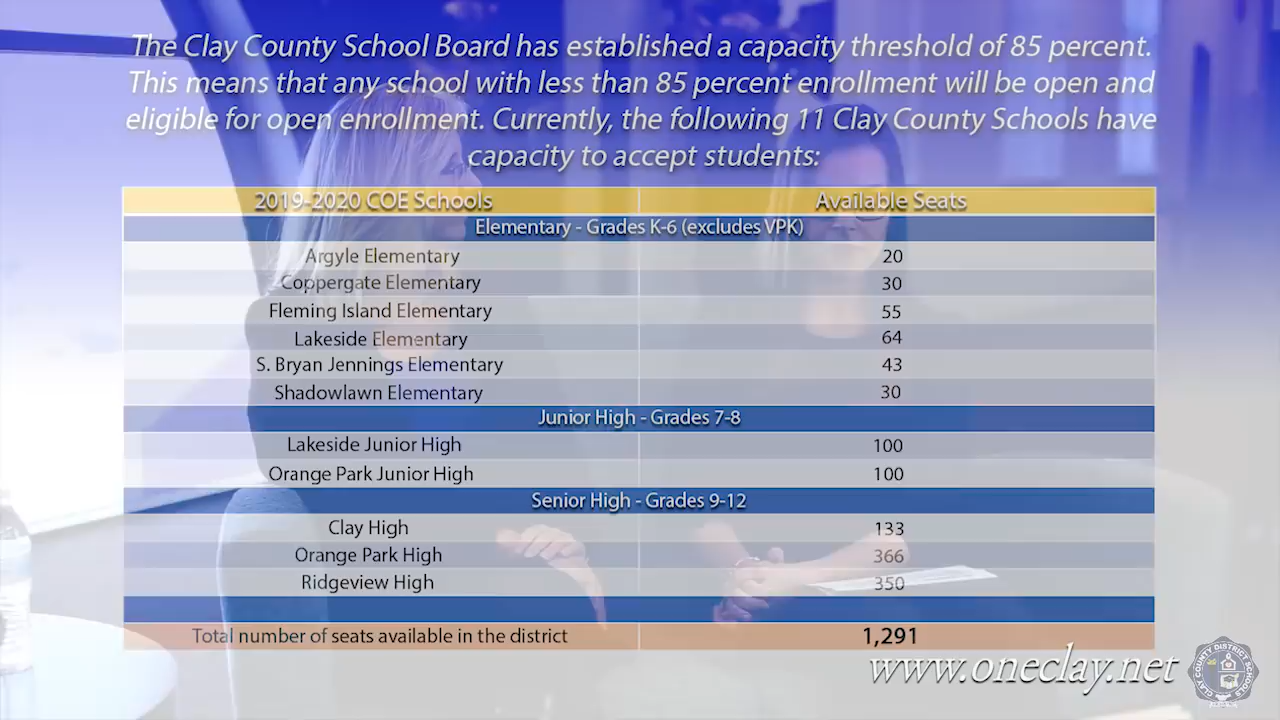 The Clay County School Board has established a capacity threshold of 85 percent.
This means that any school with less than 85 percent enrollment will be open and
eligible for open enrollment. Currently, the following 11 Clay County Schools have
capacity to accept students:
2019-2020 COE Schools Available Seats
Elementary - Grades K-6 (excludes VPK)
Argyle Elementary 20
Coppergate Elementary 30
Fleming Island Elementary 55
Lakeside Elementary 64
S. Bryan Jennings Elementary 43
Shadowlawn Elementary 30
Junior High - Grades 7-8
Lakeside Junior High 100
Orange Park Junior High 100
Senior High - Grades 9-12
Clay High 133
Orange Park High 366
Ridgeview High 350
Total number of seats available in the district 1,291
www.oneclay.net
CLAY COUNTY DISTRICT SCHOOLS